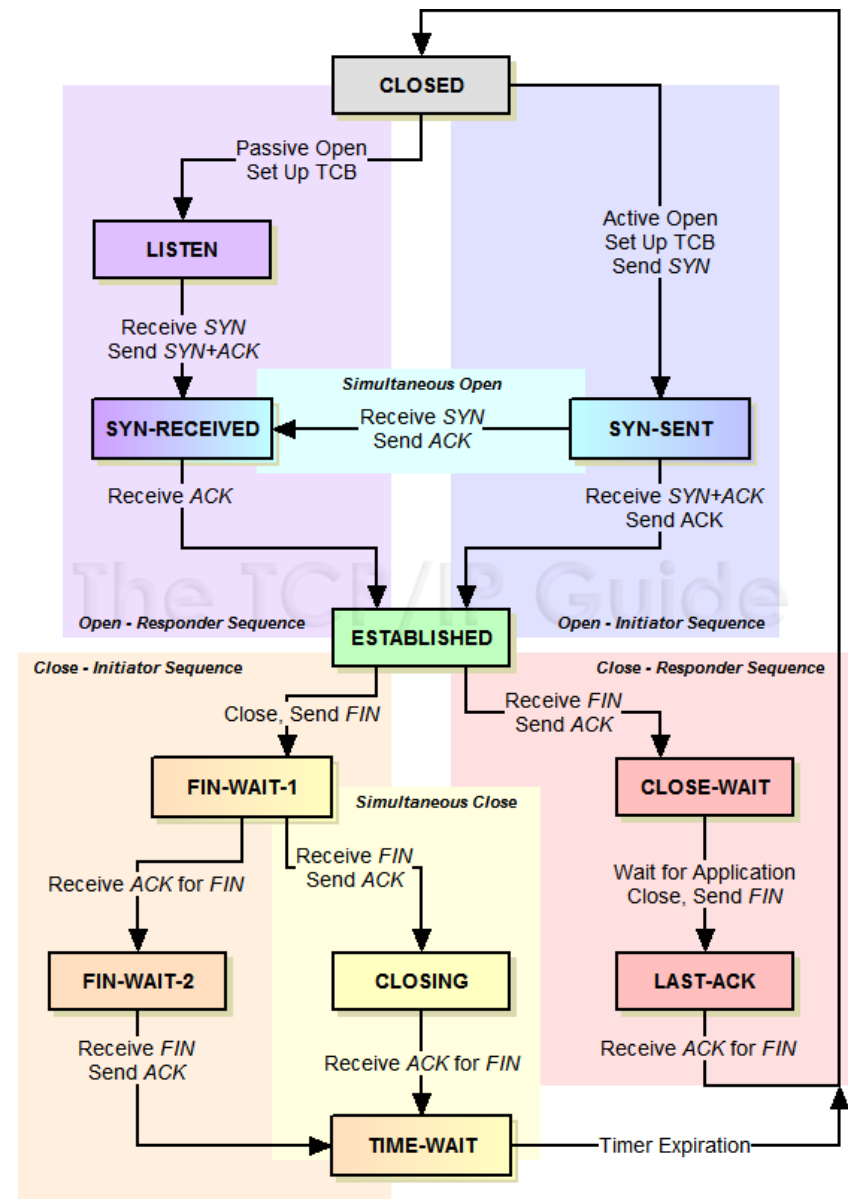 CLOSED
Passive Open
Set Up TCB
Active Open
Set Up TCB
Send SYN
LISTEN
Receive SYN
Send SYN+ACK
Simultaneous Open
SYN-RECEIVED
Receive SYN
Send ACK
SYN-SENT
Receive ACK
Receive SYN+ACK
Send ACK
The TCP/IP Guide
Open - Responder Sequence
ESTABLISHED
Open - Initiator Sequence
Close - Initiator Sequence
Close - Responder Sequence
Close, Send FIN
Receive FIN
Send ACK
FIN-WAIT-1
Simultaneous Close
CLOSE-WAIT
Receive ACK for FIN
Receive FIN
Send ACK
Wait for Application
Close, Send FIN
FIN-WAIT-2
CLOSING
LAST-ACK
Receive FIN
Send ACK
Receive ACK for FIN
Receive ACK for FIN
TIME-WAIT
Timer Expiration